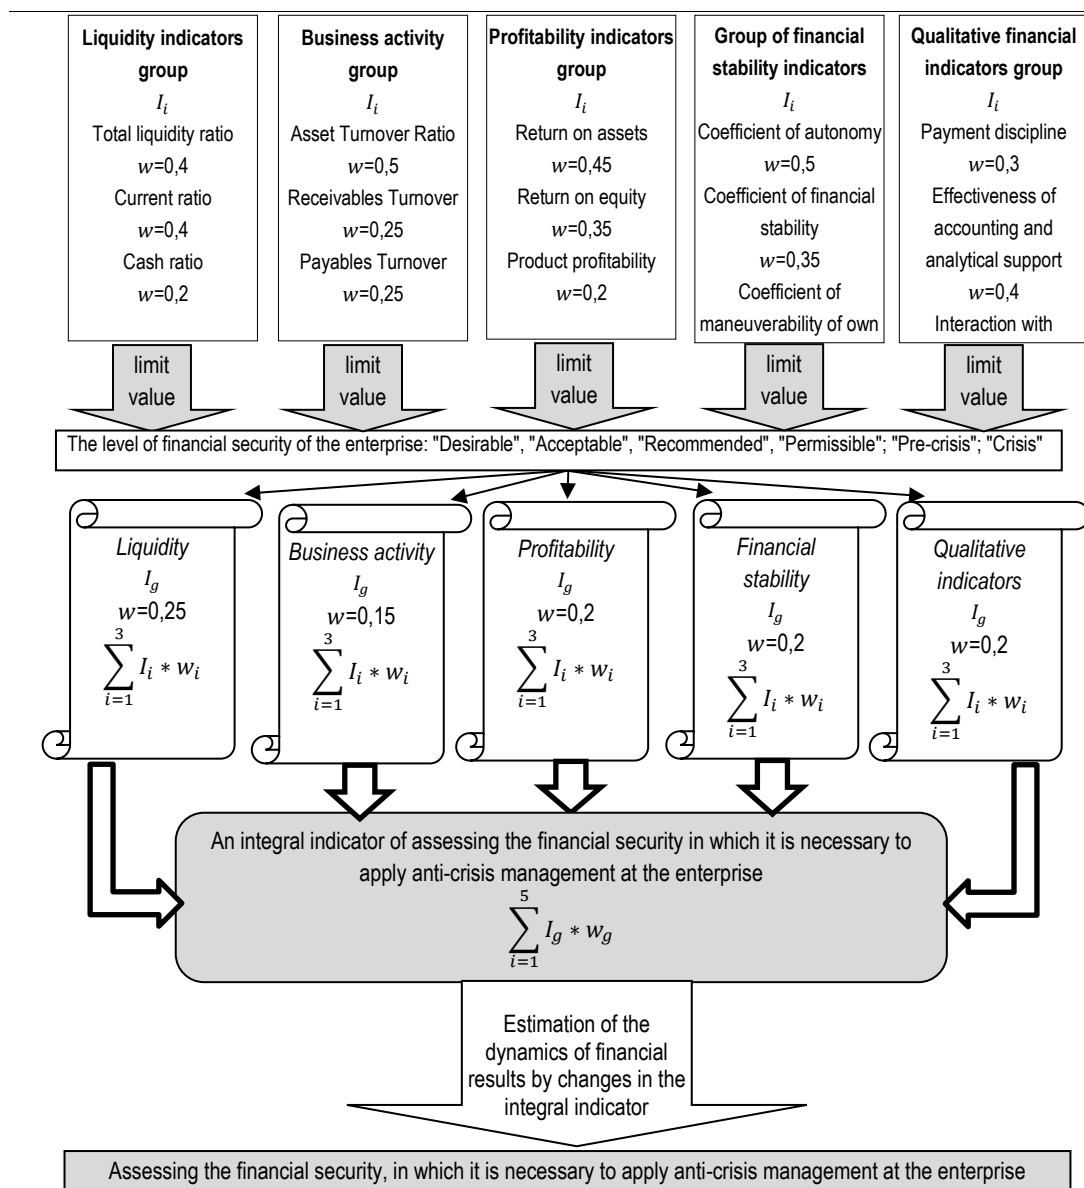 Liquidity indicators
group
I_i
Total liquidity ratio
w=0,4
Current ratio
w=0,4
Cash ratio
w=0,2
Business activity
group
I_i
Asset Turnover Ratio
w=0,5
Receivables Turnover
w=0,25
Payables Turnover
w=0,25
Profitability indicators
group
I_i
Return on assets
w=0,45
Return on equity
w=0,35
Product profitability
w=0,2
Group of financial
stability indicators
I_i
Coefficient of autonomy
w=0,5
Coefficient of financial
stability
w=0,35
Coefficient of
maneuverability of own
Qualitative financial
indicators group
I_i
Payment discipline
w=0,3
Effectiveness of
accounting and
analytical support
w=0,4
Interaction with
limit
value
limit
value
limit
value
limit
value
limit
value
The level of financial security of the enterprise: "Desirable", "Acceptable", "Recommended", "Permissible"; "Pre-crisis"; "Crisis"
Liquidity
I_g
w=0,25
3
∑ I_i * w_i
i=1
Business activity
I_g
w=0,15
3
∑ I_i * w_i
i=1
Profitability
I_g
w=0,2
3
∑ I_i * w_i
i=1
Financial
stability
I_g
w=0,2
3
∑ I_i * w_i
i=1
Qualitative
indicators
I_g
w=0,2
3
∑ I_i * w_i
i=1
An integral indicator of assessing the financial security in which it is necessary to
apply anti-crisis management at the enterprise
5
∑ I_g * w_g
i=1
Estimation of the
dynamics of financial
results by changes in the
integral indicator
Assessing the financial security, in which it is necessary to apply anti-crisis management at the enterprise